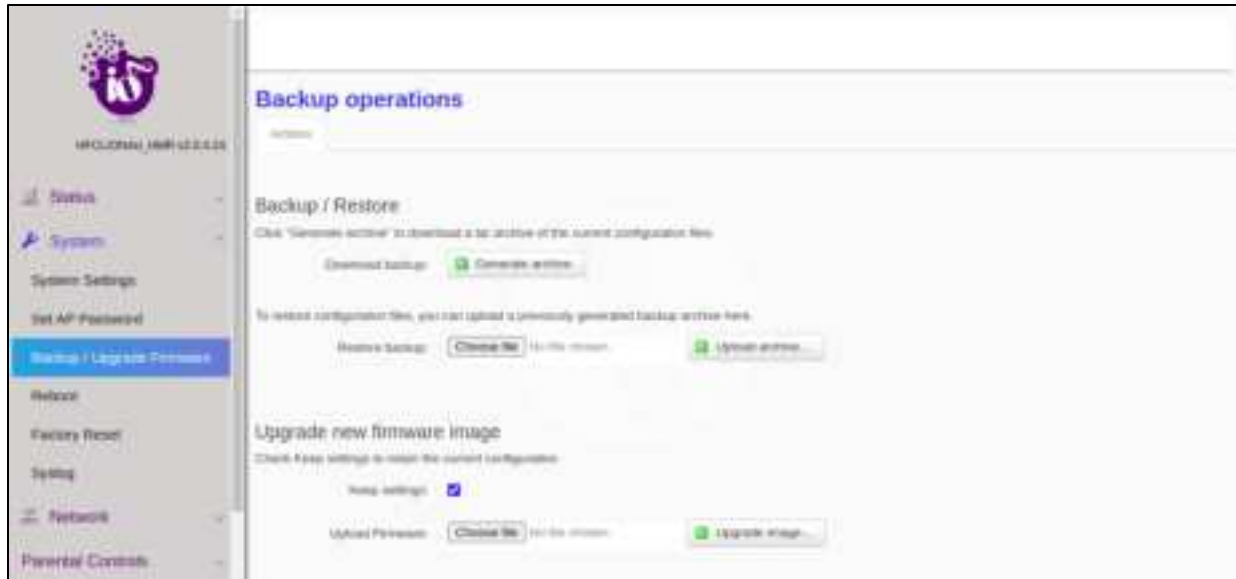 io
Status
System
System Settings
Set AP Password
Backup / Upgrade Firmware
Reboot
Factory Reset
Syslog
Network
Parental Controls
Backup operations
Actions
Backup / Restore
Click "Generate archive" to download a tar archive of the current configuration files.
Download backup: Generate archive...
To restore configuration files, you can upload a previously generated backup archive here.
Restore backup: Choose file No file chosen Upload archive...
Upgrade new firmware image
Check Keep settings to retain the current configuration.
Keep settings:
Upload Firmware: Choose file No file chosen Upgrade image...